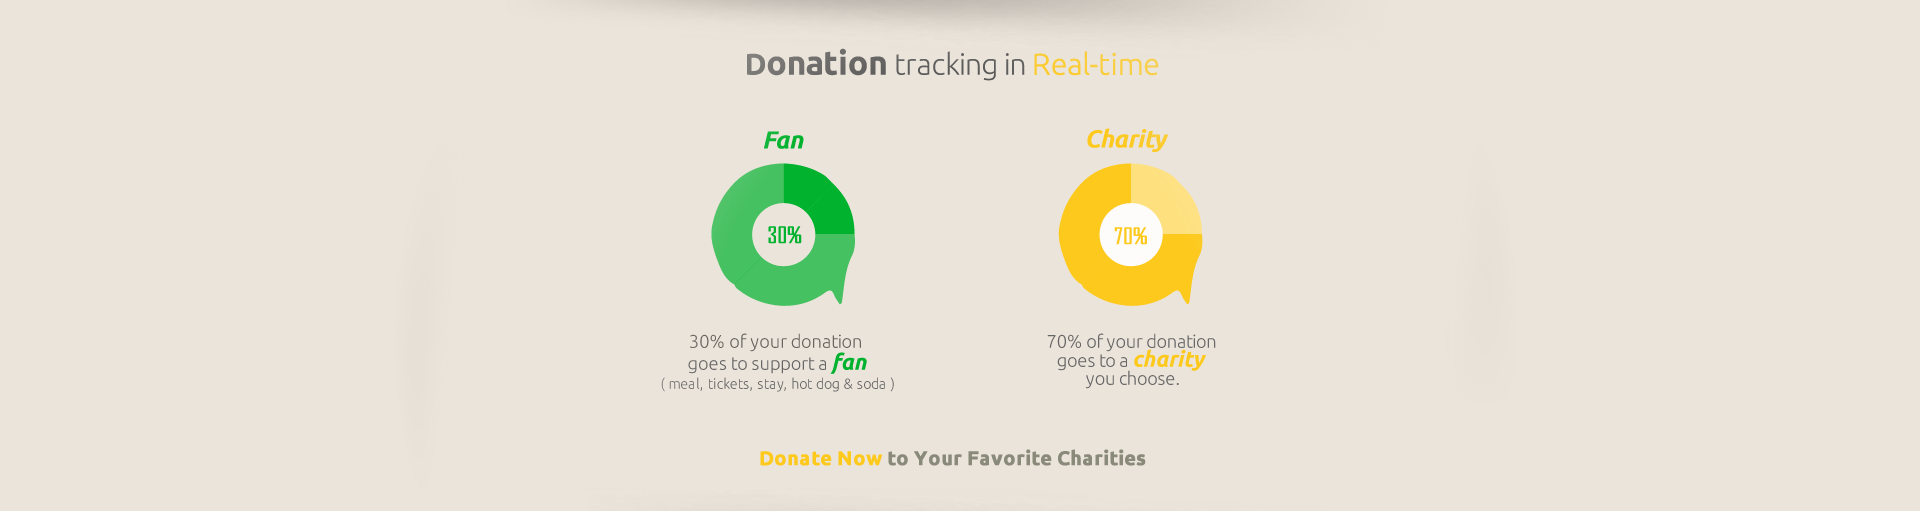 Donation tracking in Real-time
Fan
30%
30% of your donation
goes to support a fan
( meal, tickets, stay, hot dog & soda )
Charity
70%
70% of your donation
goes to a charity
you choose.
Donate Now to Your Favorite Charities